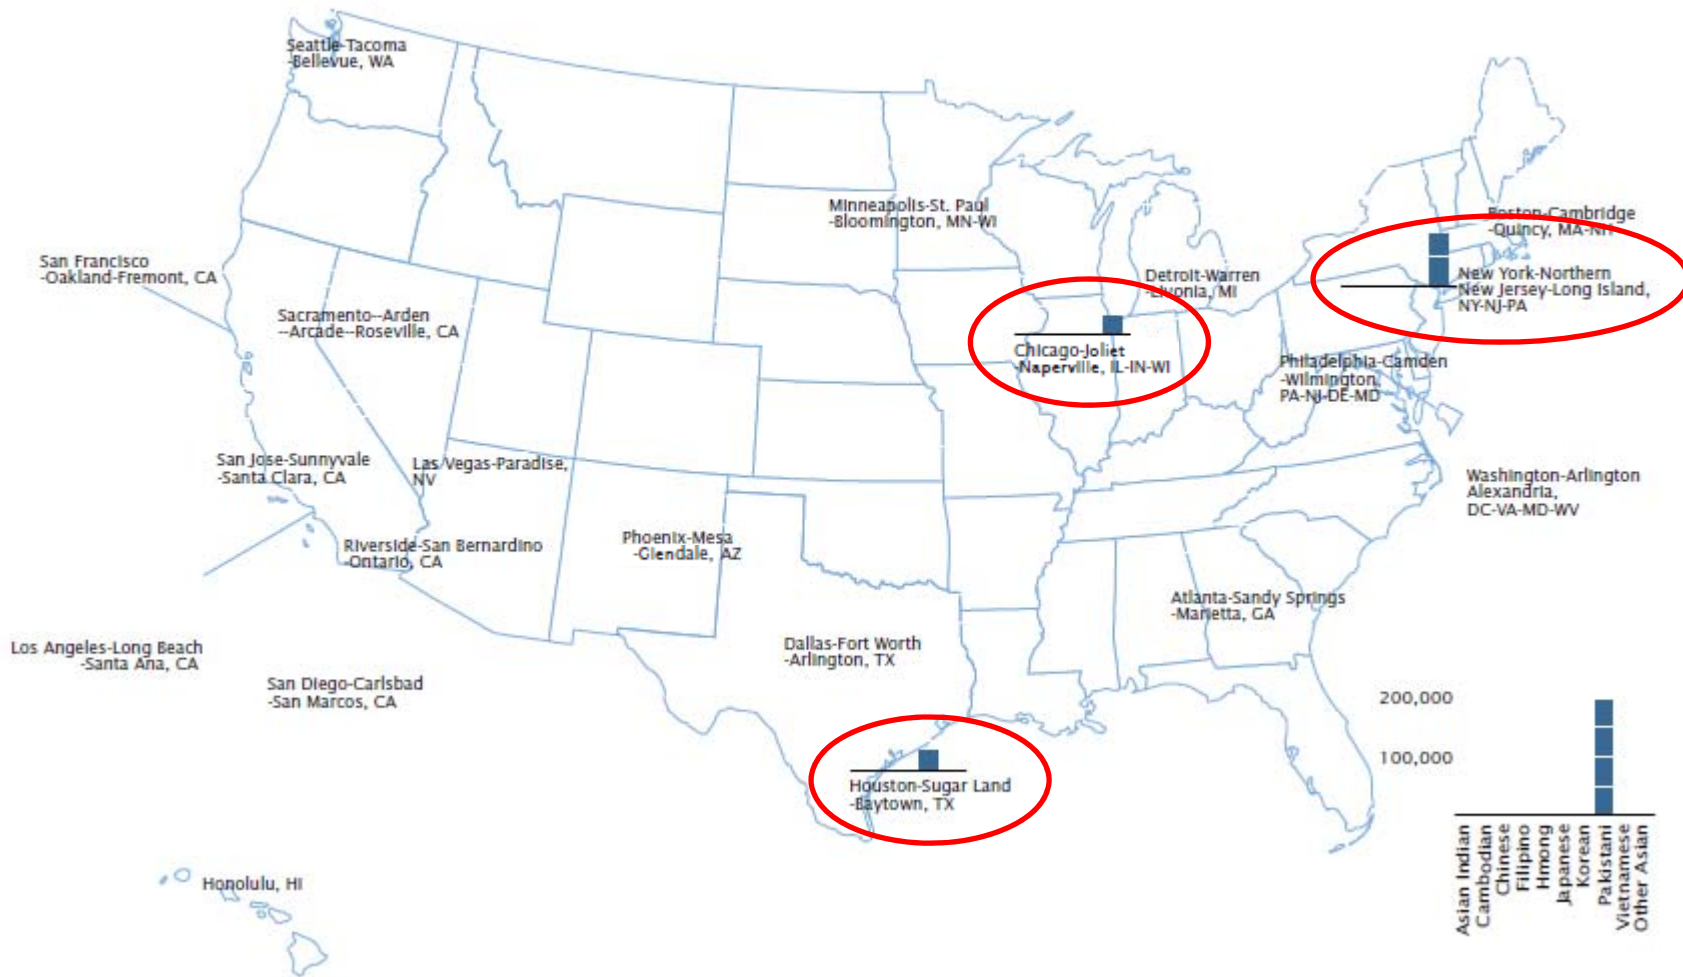 Seattle-Tacoma
-Bellevue, WA
Minneapolis-St. Paul
-Bloomington, MN-WI
Boston-Cambridge
-Quincy, MA-NH
San Francisco
-Oakland-Fremont, CA
Detroit-Warren
-Livonia, MI
New York-Northern
New Jersey-Long Island,
NY-NJ-PA
Sacramento--Arden
--Arcade--Roseville, CA
Chicago-Joliet
-Naperville, IL-IN-WI
Philadelphia-Camden
-Wilmington,
PA-NJ-DE-MD
San Jose-Sunnyvale
-Santa Clara, CA
Las Vegas-Paradise,
NV
Washington-Arlington
Alexandria,
DC-VA-MD-WV
Riverside-San Bernardino
-Ontario, CA
Phoenix-Mesa
-Glendale, AZ
Atlanta-Sandy Springs
-Marietta, GA
Los Angeles-Long Beach
-Santa Ana, CA
Dallas-Fort Worth
-Arlington, TX
San Diego-Carlsbad
-San Marcos, CA
Houston-Sugar Land
-Baytown, TX
Honolulu, HI
200,000
100,000
Asian Indian
Cambodian
Chinese
Filipino
Hmong
Japanese
Korean
Pakistani
Vietnamese
Other Asian